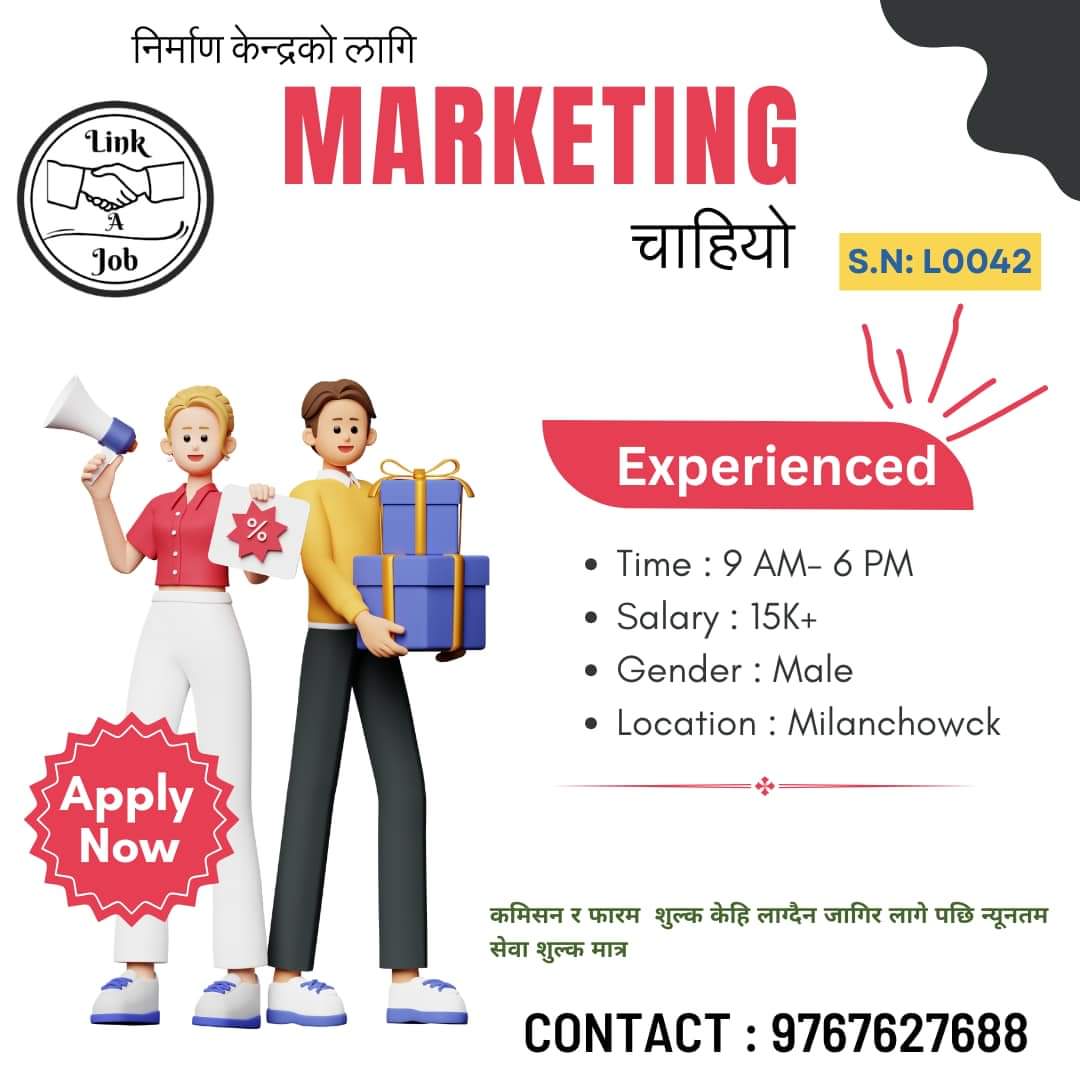 निर्माण केन्द्रको लागि
MARKETING
चाहियो
Link
A
Job
S.N: L0042
%
Experienced
• Time : 9 AM- 6 PM
• Salary : 15K+
• Gender : Male
• Location : Milanchowck
Apply
Now
कमिसन र फारम शुल्क केहि लाग्दैन जागिर लागे पछि न्यूनतम
सेवा शुल्क मात्र
CONTACT : 9767627688